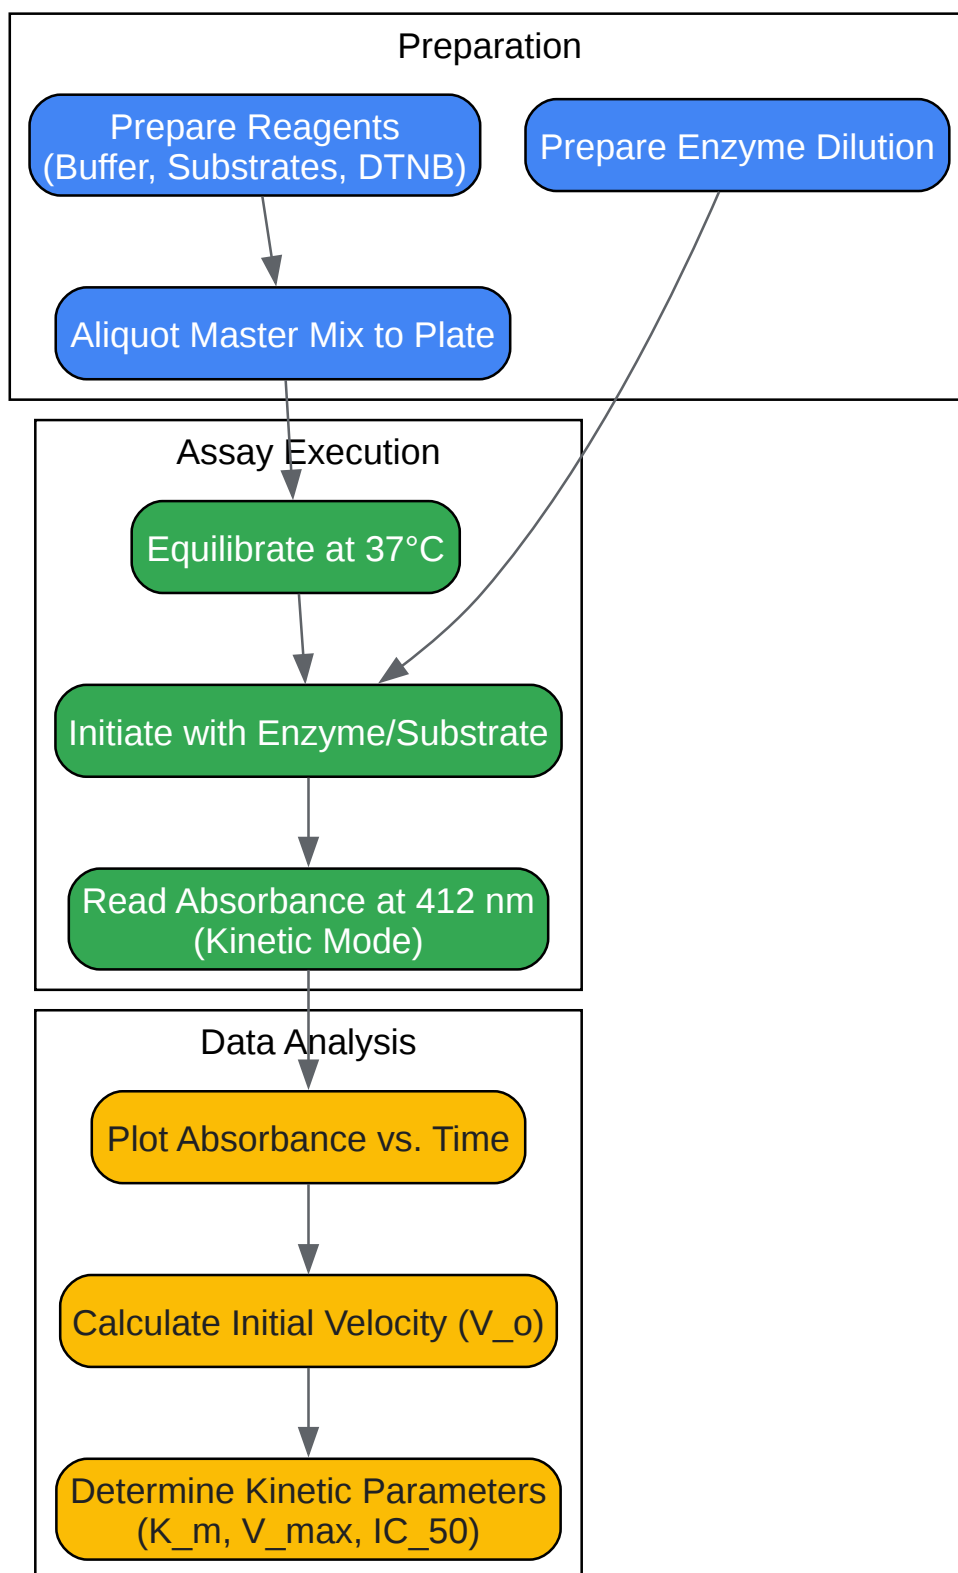 Preparation
Prepare Reagents
(Buffer, Substrates, DTNB)
Prepare Enzyme Dilution
Aliquot Master Mix to Plate
Assay Execution
Equilibrate at 37°C
Initiate with Enzyme/Substrate
Read Absorbance at 412 nm
(Kinetic Mode)
Data Analysis
Plot Absorbance vs. Time
Calculate Initial Velocity (V_o)
Determine Kinetic Parameters
(K_m, V_max, IC_50)